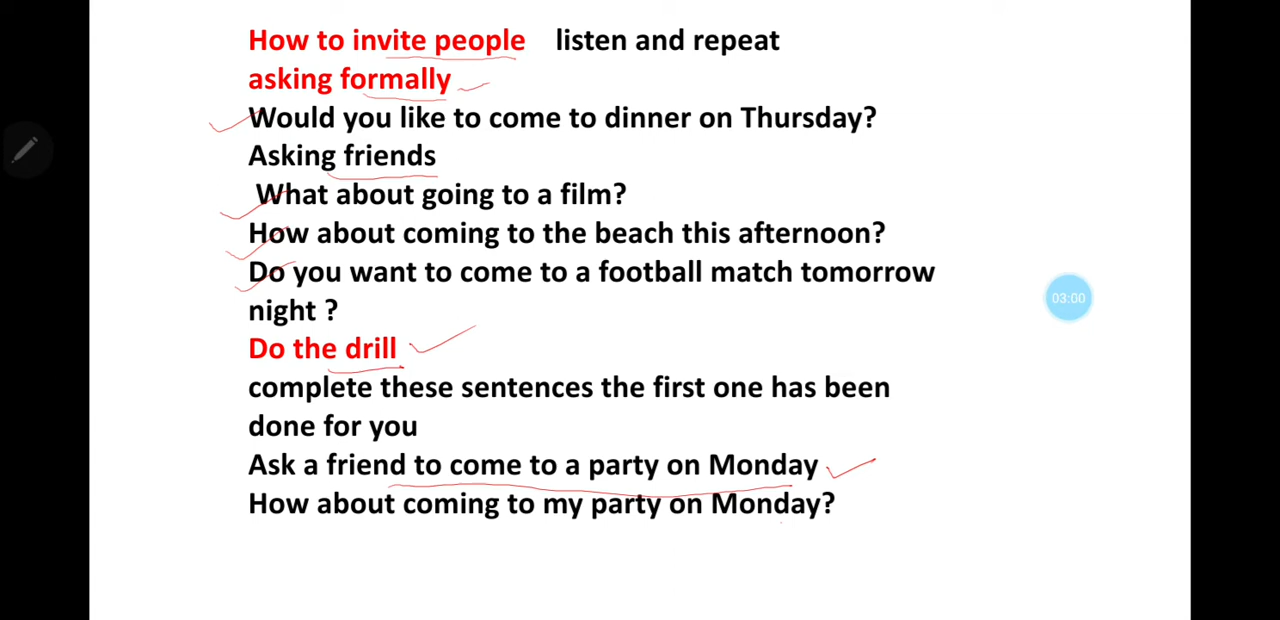 How to invite people listen and repeat
asking formally
Would you like to come to dinner on Thursday?
Asking friends
What about going to a film?
How about coming to the beach this afternoon?
Do you want to come to a football match tomorrow
night ?
03:00
Do the drill
complete these sentences the first one has been
done for you
Ask a friend to come to a party on Monday
How about coming to my party on Monday?